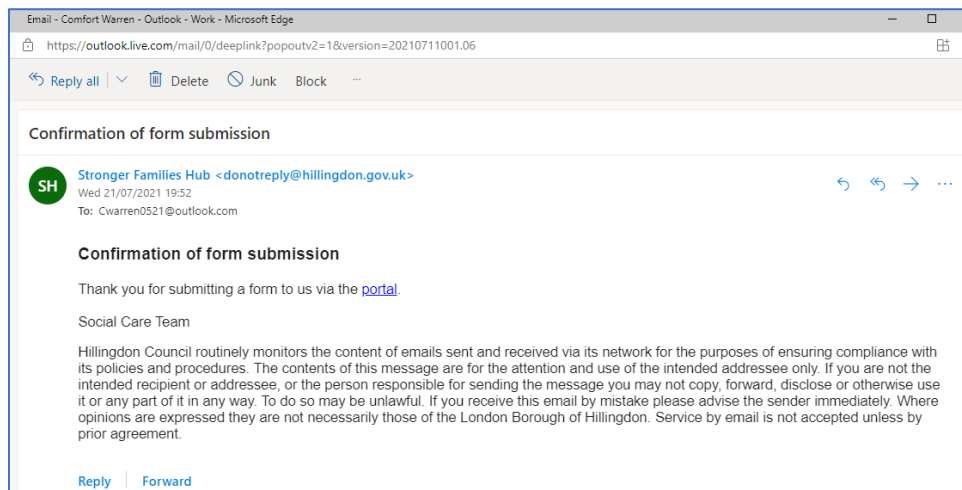 Email - Comfort Warren - Outlook - Work - Microsoft Edge
https://outlook.live.com/mail/0/deeplink?popoutv2=1&version=20210711001.06
Reply all Delete Junk Block ...
Confirmation of form submission
SH
Stronger Families Hub <donotreply@hillingdon.gov.uk>
Wed 21/07/2021 19:52
To: Cwarren0521@outlook.com
Confirmation of form submission
Thank you for submitting a form to us via the portal.
Social Care Team
Hillingdon Council routinely monitors the content of emails sent and received via its network for the purposes of ensuring compliance with
its policies and procedures. The contents of this message are for the attention and use of the intended addressee only. If you are not the
intended recipient or addressee, or the person responsible for sending the message you may not copy, forward, disclose or otherwise use
it or any part of it in any way. To do so may be unlawful. If you receive this email by mistake please advise the sender immediately. Where
opinions are expressed they are not necessarily those of the London Borough of Hillingdon. Service by email is not accepted unless by
prior agreement.
Reply Forward